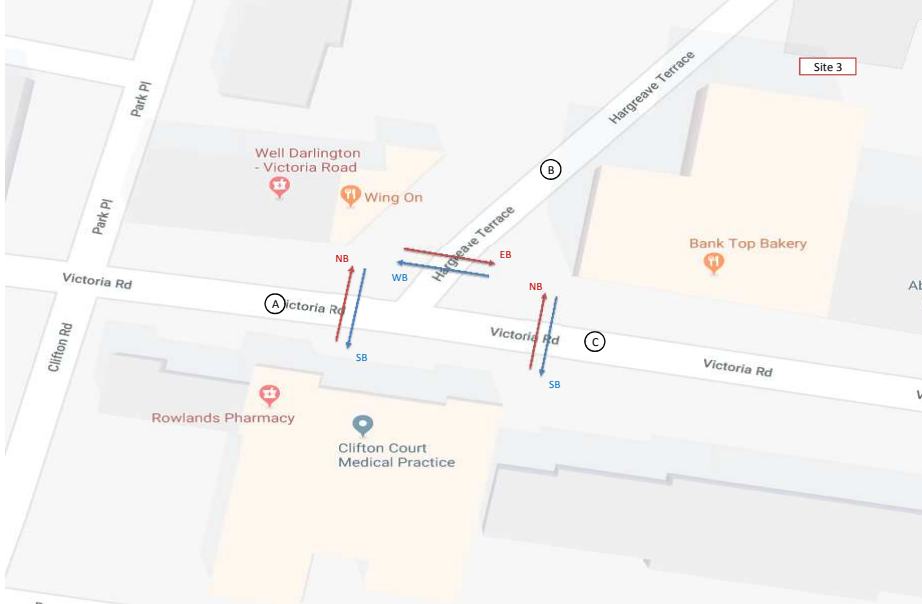 Site 3
Park Pl
Hargreave Terrace
Well Darlington
- Victoria Road
B
Wing On
Park Pl
Hargreave Terrace
Bank Top Bakery
NB
EB
WB
Victoria Rd
NB
Ab
A
Victoria Rd
Clifton Rd
Victoria Rd
C
SB
Victoria Rd
V
SB
Rowlands Pharmacy
Clifton Court
Medical Practice